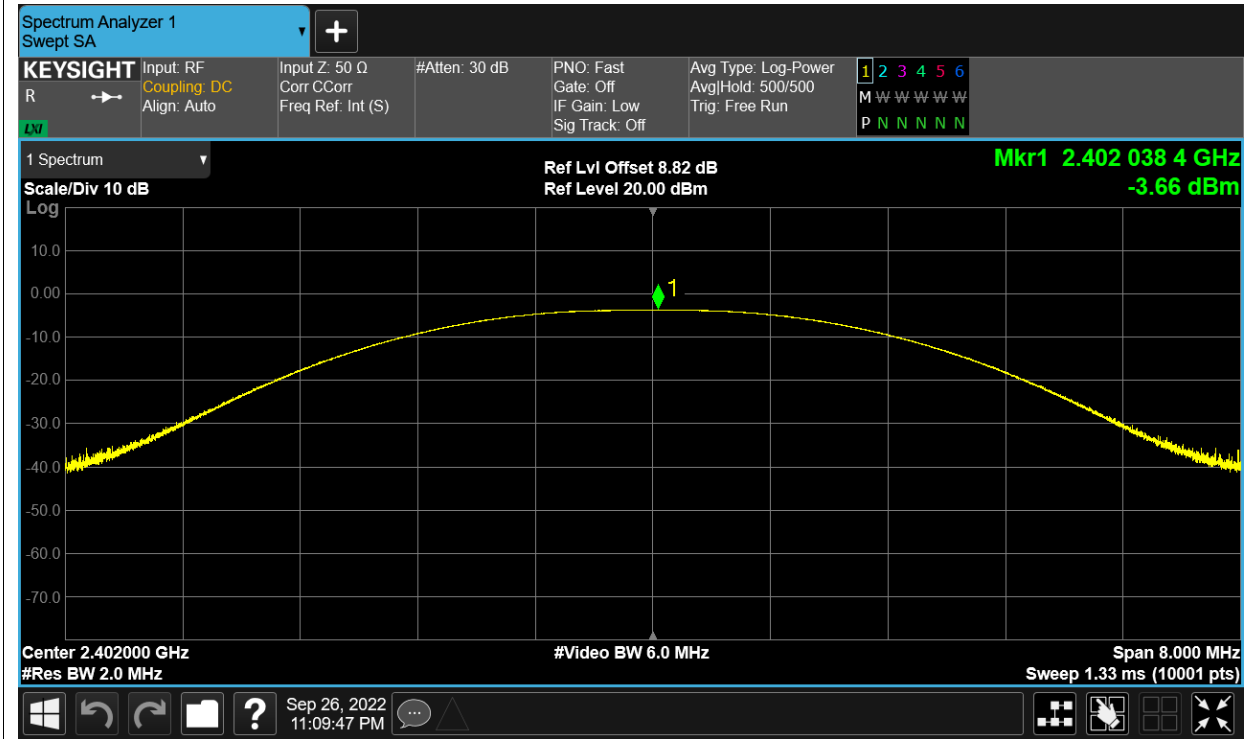 Spectrum Analyzer 1
Swept SA
▼
+
KEYSIGHT
R
LXI
Input: RF
Coupling: DC
Align: Auto
Input Z: 50 Ω
Corr CCorr
Freq Ref: Int (S)
#Atten: 30 dB
PNO: Fast
Gate: Off
IF Gain: Low
Sig Track: Off
Avg Type: Log-Power
Avg|Hold: 500/500
Trig: Free Run
1 2 3 4 5 6
M W W W W W
P N N N N N
1 Spectrum ▼
Scale/Div 10 dB
Ref Lvl Offset 8.82 dB
Ref Level 20.00 dBm
Mkr1 2.402 038 4 GHz
-3.66 dBm
Log
10.0
0.00
-10.0
-20.0
-30.0
-40.0
-50.0
-60.0
-70.0
1
Center 2.402000 GHz
#Video BW 6.0 MHz
Span 8.000 MHz
#Res BW 2.0 MHz
Sweep 1.33 ms (10001 pts)
?
Sep 26, 2022
11:09:47 PM